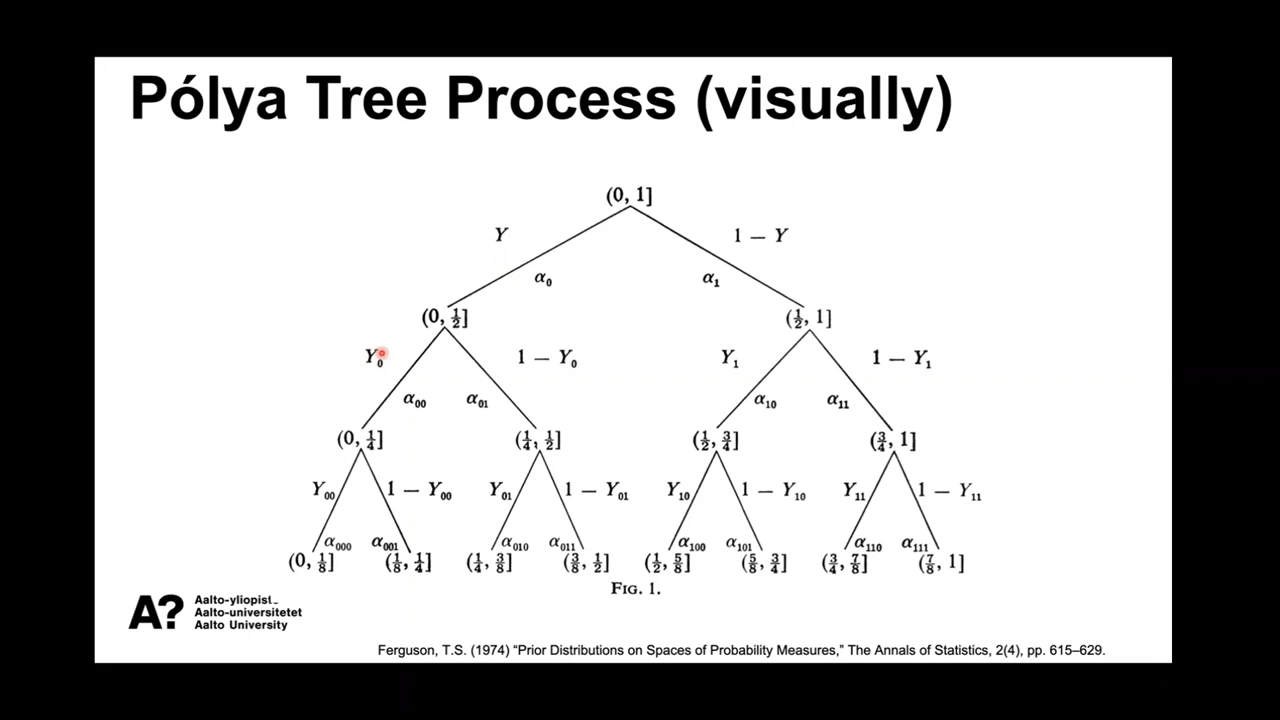 Pólya Tree Process (visually)
(0, 1]
Y 1 − Y
α₀ α₁
(0, ½] (½, 1]
Y₀ 1 − Y₀ Y₁ 1 − Y₁
α₀₀ α₀₁ α₁₀ α₁₁
(0, ¼] (¼, ½] (½, ¾] (¾, 1]
Y₀₀ 1 − Y₀₀ Y₀₁ 1 − Y₀₁ Y₁₀ 1 − Y₁₀ Y₁₁ 1 − Y₁₁
α₀₀₀ α₀₀₁ α₀₁₀ α₀₁₁ α₁₀₀ α₁₀₁ α₁₁₀ α₁₁₁
(0, ⅛] (⅛, ¼] (¼, ⅜] (⅜, ½] (½, ⅝] (⅝, ¾] (¾, ⅞] (⅞, 1]
FIG. 1.
A?
Aalto-yliopist
Aalto-universitetet
Aalto University
Ferguson, T.S. (1974) “Prior Distributions on Spaces of Probability Measures,” The Annals of Statistics, 2(4), pp. 615–629.